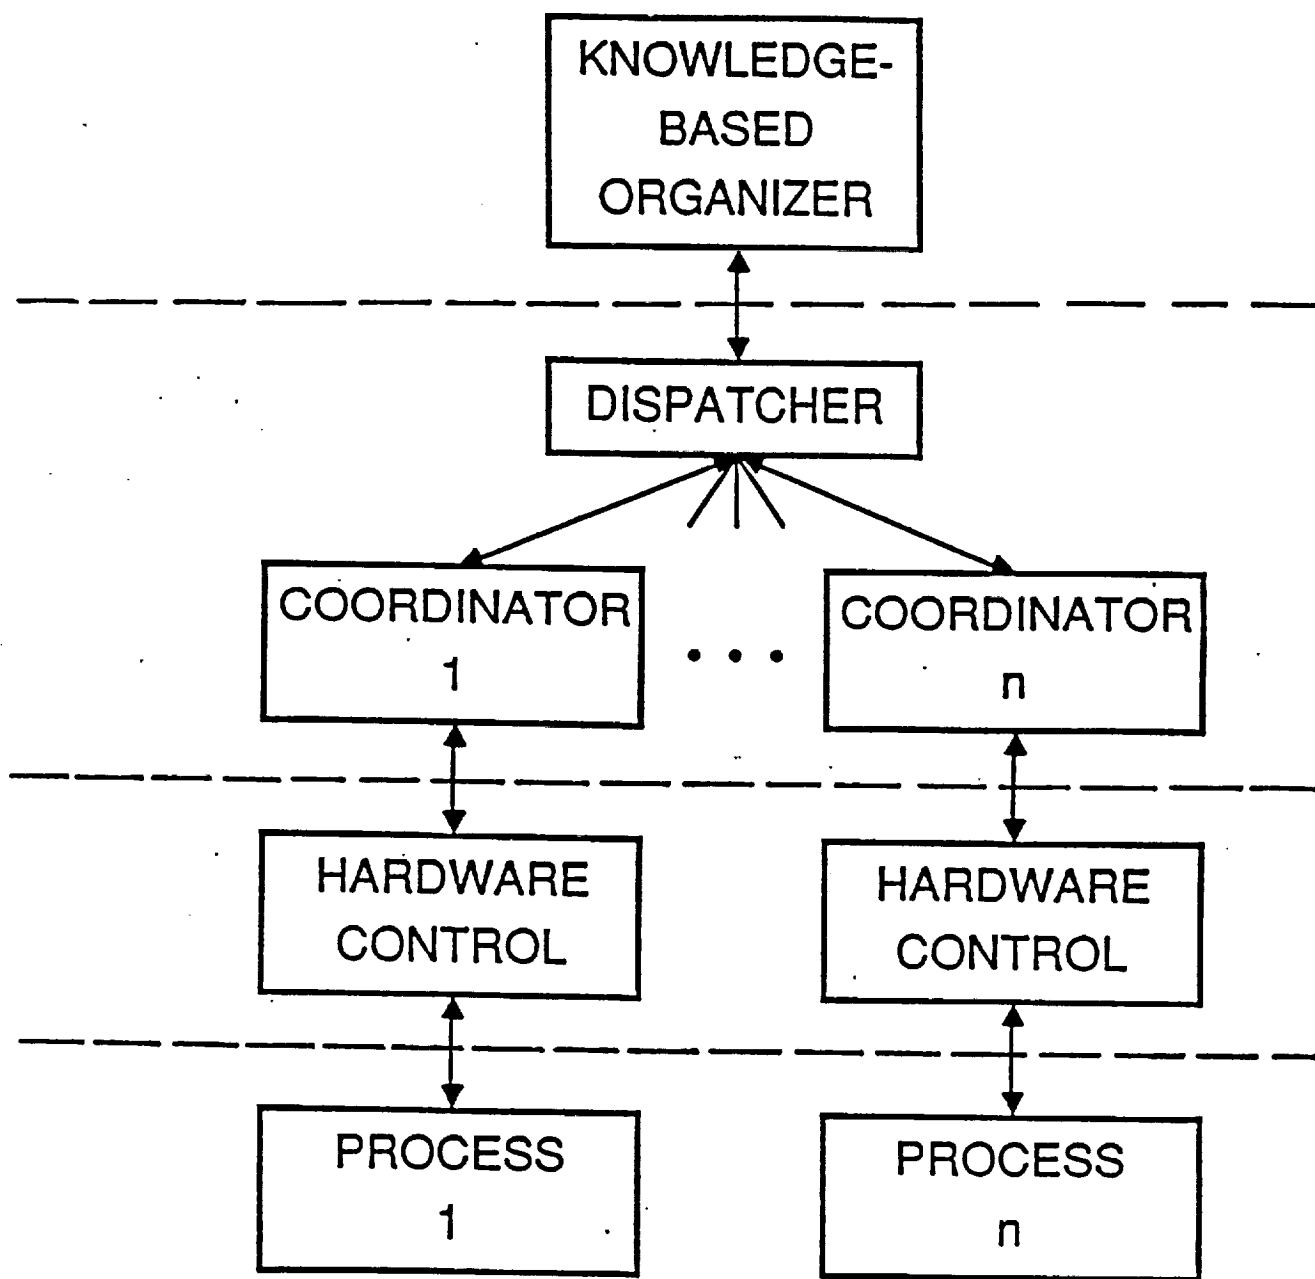 KNOWLEDGE-
BASED
ORGANIZER
DISPATCHER
COORDINATOR
1
COORDINATOR
n
HARDWARE
CONTROL
HARDWARE
CONTROL
PROCESS
1
PROCESS
n